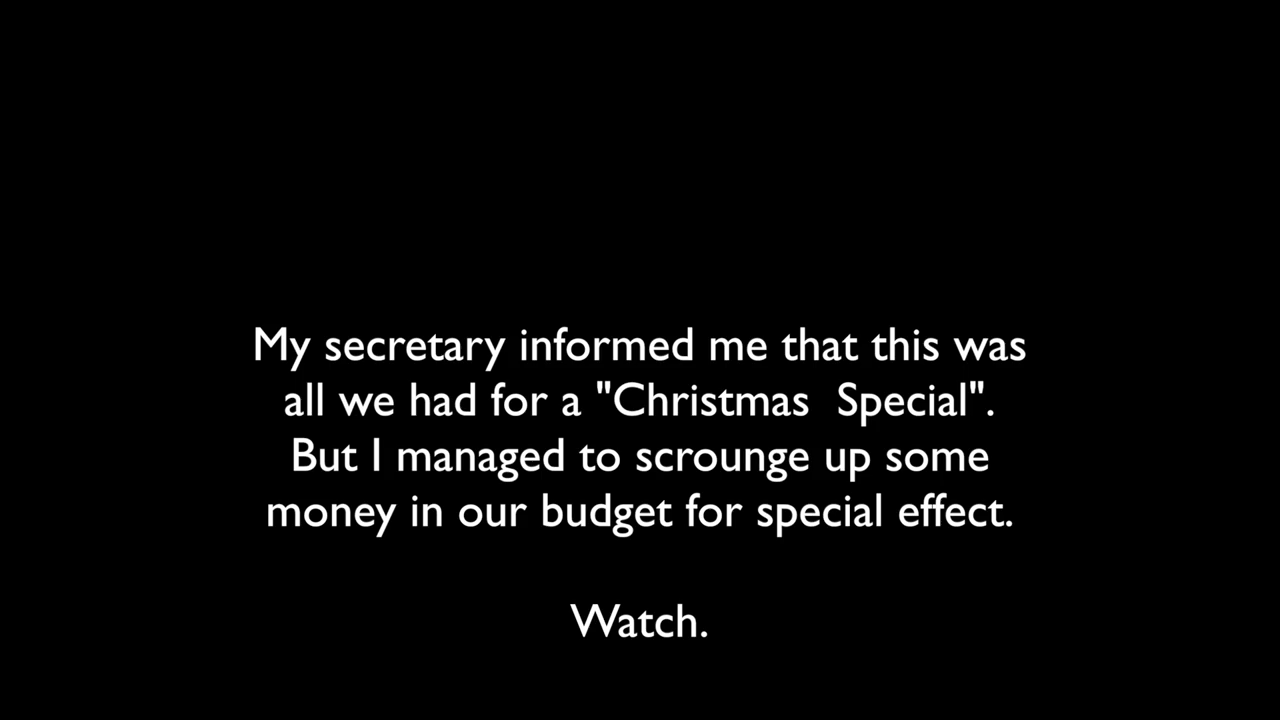 My secretary informed me that this was
all we had for a "Christmas  Special".
But I managed to scrounge up some
money in our budget for special effect.
Watch.